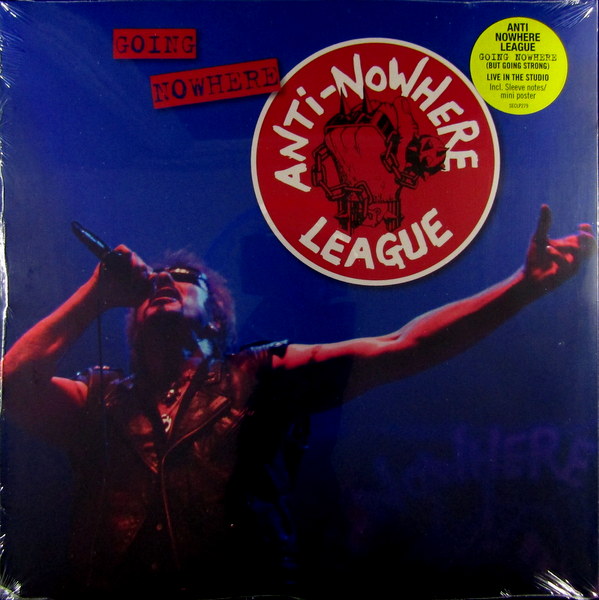 GOING
NOWHERE
ANTi-NOWHERE
LEAGUE
ANTI
NOWHERE
LEAGUE
GOING NOWHERE
(BUT GOING STRONG)
LIVE IN THE STUDIO
Incl. Sleeve notes/
mini poster